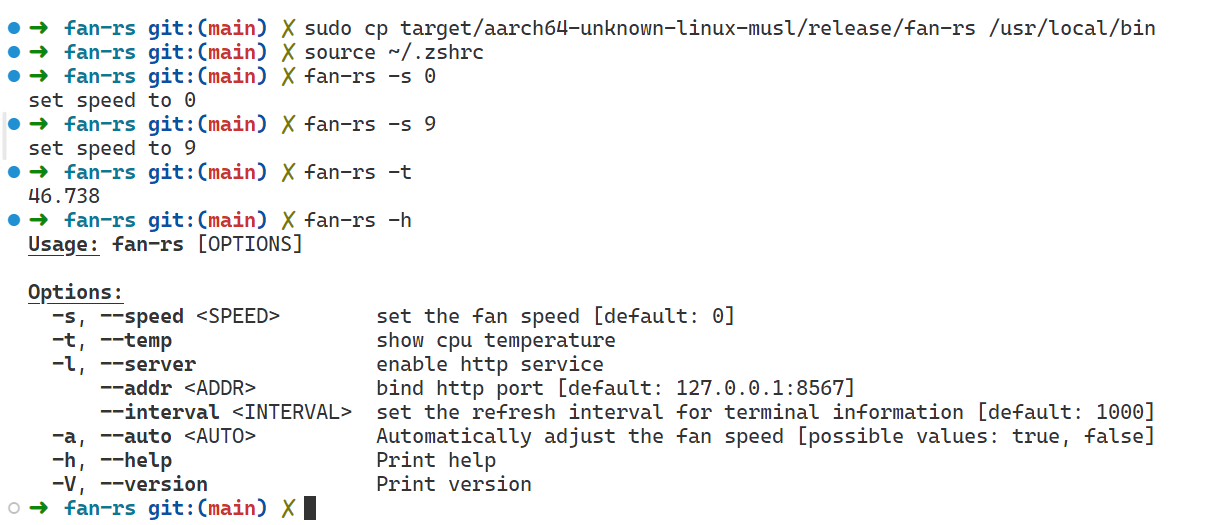 ➜ fan-rs git:(main) ✗ sudo cp target/aarch64-unknown-linux-musl/release/fan-rs /usr/local/bin
➜ fan-rs git:(main) ✗ source ~/.zshrc
➜ fan-rs git:(main) ✗ fan-rs -s 0
set speed to 0
➜ fan-rs git:(main) ✗ fan-rs -s 9
set speed to 9
➜ fan-rs git:(main) ✗ fan-rs -t
46.738
➜ fan-rs git:(main) ✗ fan-rs -h
Usage: fan-rs [OPTIONS]

Options:
  -s, --speed <SPEED>        set the fan speed [default: 0]
  -t, --temp                 show cpu temperature
  -l, --server               enable http service
      --addr <ADDR>          bind http port [default: 127.0.0.1:8567]
      --interval <INTERVAL>  set the refresh interval for terminal information [default: 1000]
  -a, --auto <AUTO>          Automatically adjust the fan speed [possible values: true, false]
  -h, --help                 Print help
  -V, --version              Print version
➜ fan-rs git:(main) ✗